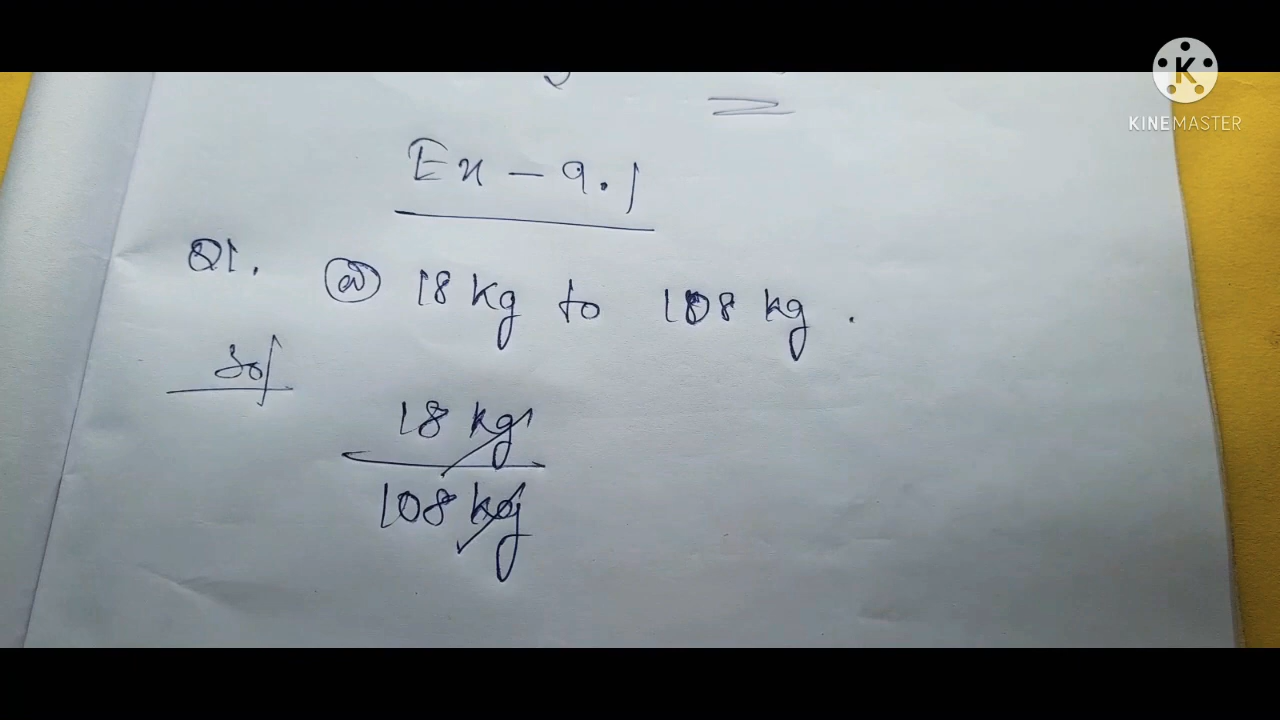 K
KINEMASTER
Ex - 9.1
Q1. (a) 18 kg to 108 kg.
Sol
18 kg
108 kg